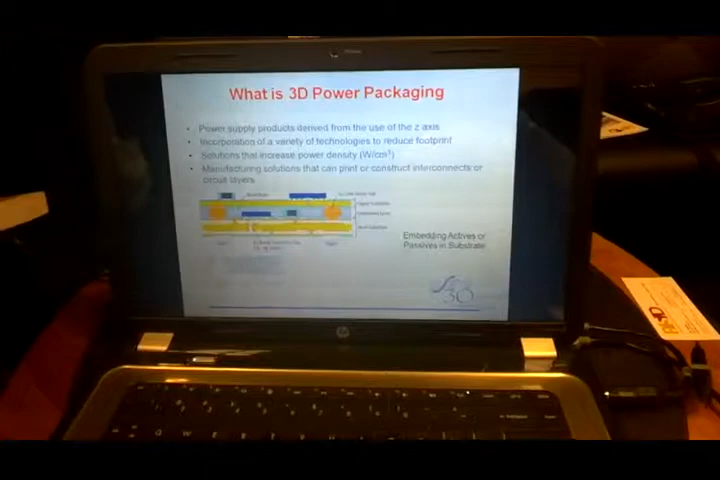 What is 3D Power Packaging
• Power supply products derived from the use of the z axis
• Incorporation of a variety of technologies to reduce footprint
• Solutions that increase power density (W/cm³)
• Manufacturing solutions that can print or construct interconnects or
circuit layers
Embedding Actives or
Passives in Substrate
3D
hp